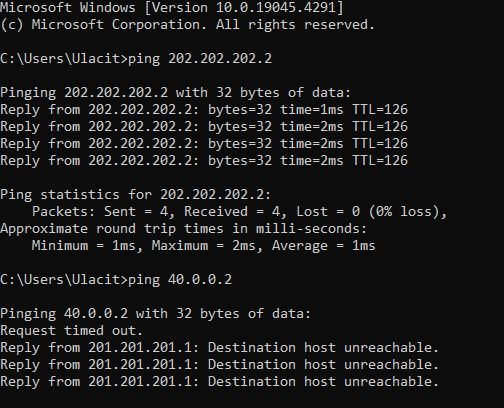 Microsoft Windows [Version 10.0.19045.4291]
(c) Microsoft Corporation. All rights reserved.
C:\Users\Ulacit>ping 202.202.202.2
Pinging 202.202.202.2 with 32 bytes of data:
Reply from 202.202.202.2: bytes=32 time=1ms TTL=126
Reply from 202.202.202.2: bytes=32 time=2ms TTL=126
Reply from 202.202.202.2: bytes=32 time=2ms TTL=126
Reply from 202.202.202.2: bytes=32 time=2ms TTL=126
Ping statistics for 202.202.202.2:
    Packets: Sent = 4, Received = 4, Lost = 0 (0% loss),
Approximate round trip times in milli-seconds:
    Minimum = 1ms, Maximum = 2ms, Average = 1ms
C:\Users\Ulacit>ping 40.0.0.2
Pinging 40.0.0.2 with 32 bytes of data:
Request timed out.
Reply from 201.201.201.1: Destination host unreachable.
Reply from 201.201.201.1: Destination host unreachable.
Reply from 201.201.201.1: Destination host unreachable.